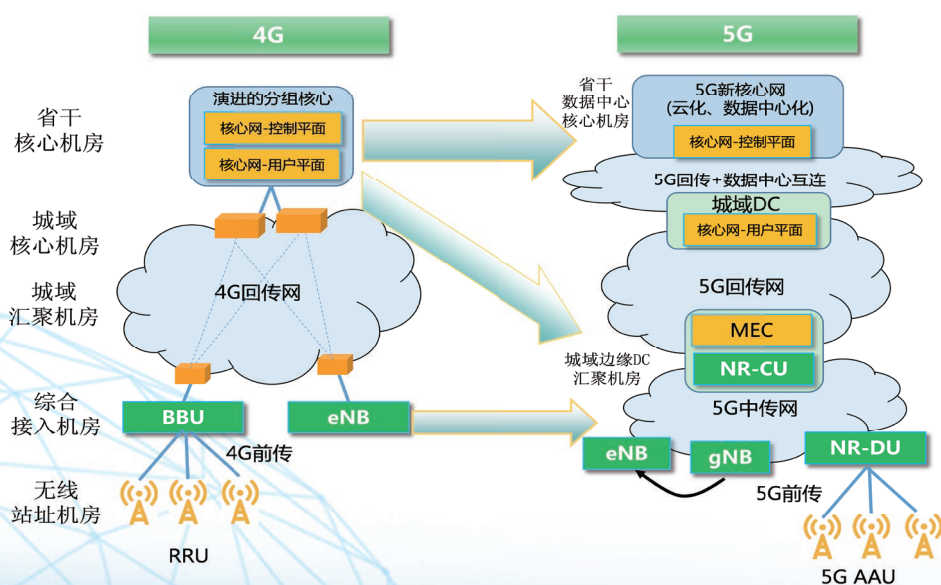 4G
5G
省干
核心机房
城域
核心机房
城域
汇聚机房
综合
接入机房
无线
站址机房
演进的分组核心
核心网-控制平面
核心网-用户平面
4G回传网
BBU
eNB
4G前传
RRU
省干
数据中心
核心机房
5G新核心网
(云化、数据中心化)
核心网-控制平面
5G回传+数据中心互连
城域DC
核心网-用户平面
5G回传网
MEC
NR-CU
城域边缘DC
汇聚机房
5G中传网
eNB
gNB
NR-DU
5G前传
5G AAU